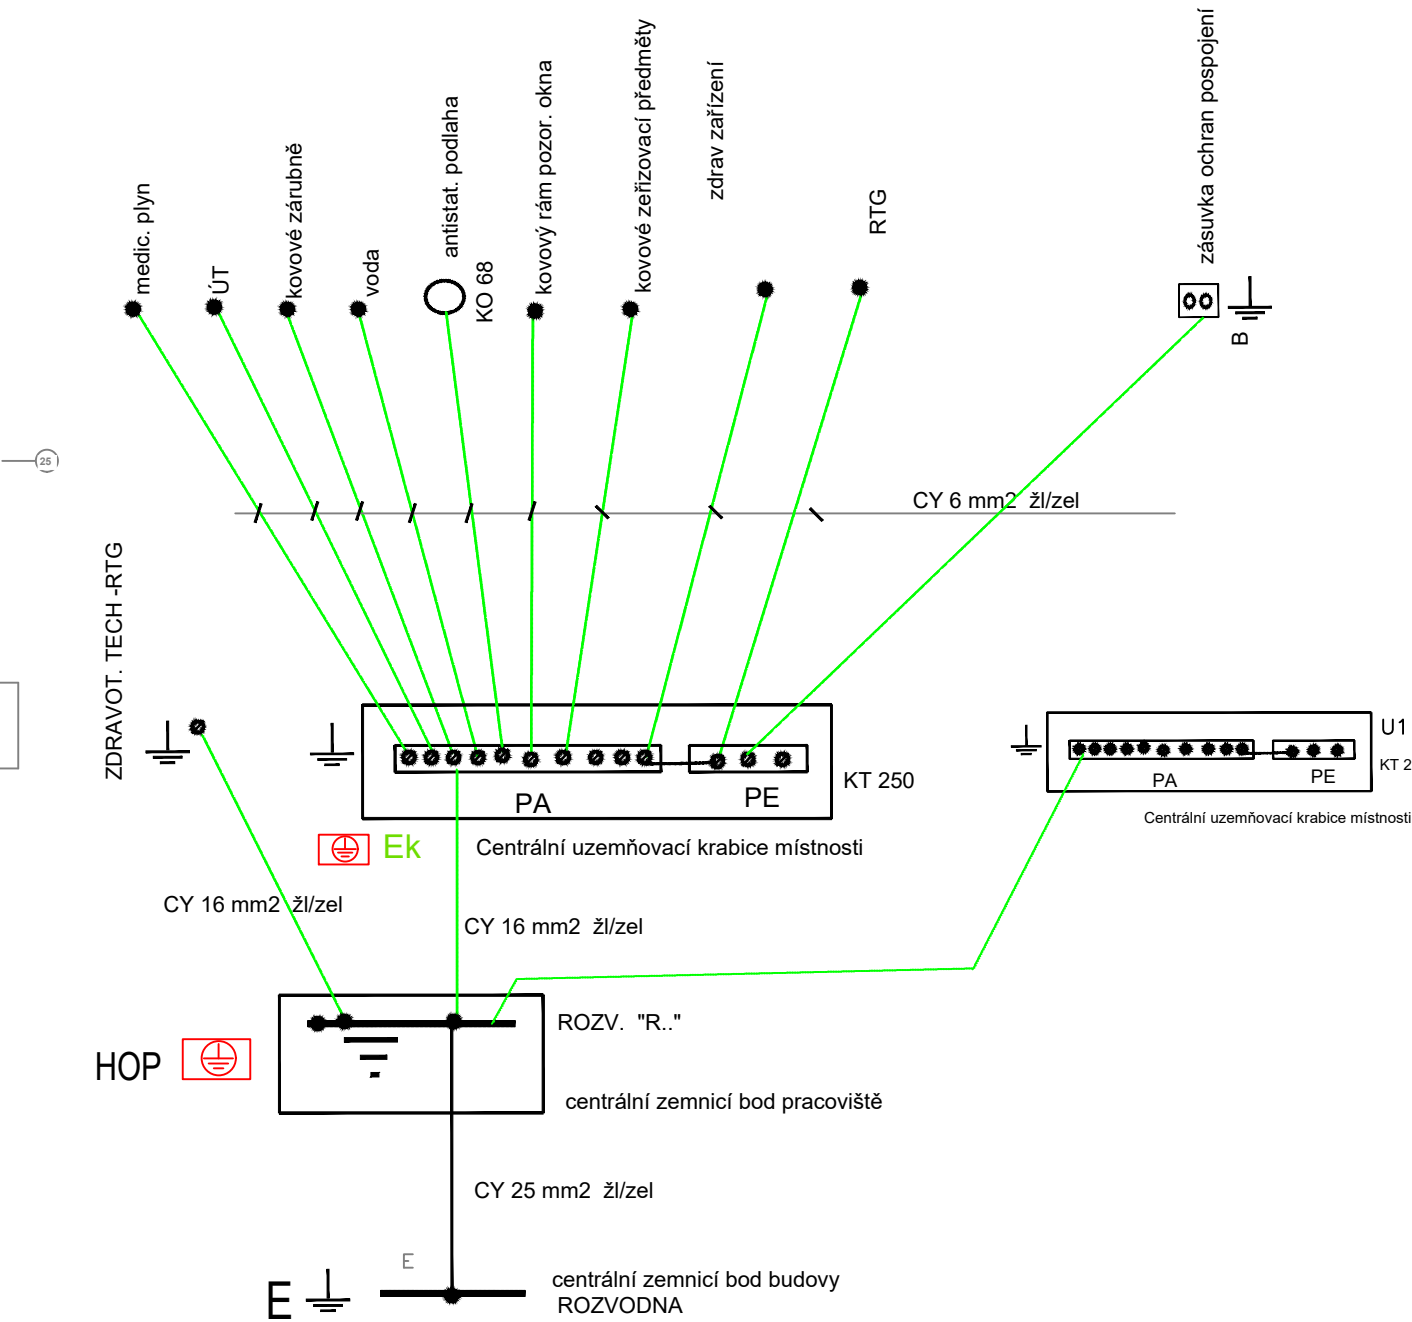 medic. plyn
ÚT
kovové zárubně
voda
antistat. podlaha
KO 68
kovový rám pozor. okna
kovové zeřizovací předměty
zdrav zařízení
RTG
zásuvka ochran pospojení
B
25
CY 6 mm2 žl/zel
ZDRAVOT. TECH -RTG
PA
PE
KT 250
Ek
Centrální uzemňovací krabice místnosti
U1
KT 2
PA
PE
Centrální uzemňovací krabice místnosti
CY 16 mm2 žl/zel
CY 16 mm2 žl/zel
ROZV. "R.."
HOP
centrální zemnicí bod pracoviště
CY 25 mm2 žl/zel
E
E
centrální zemnicí bod budovy
ROZVODNA